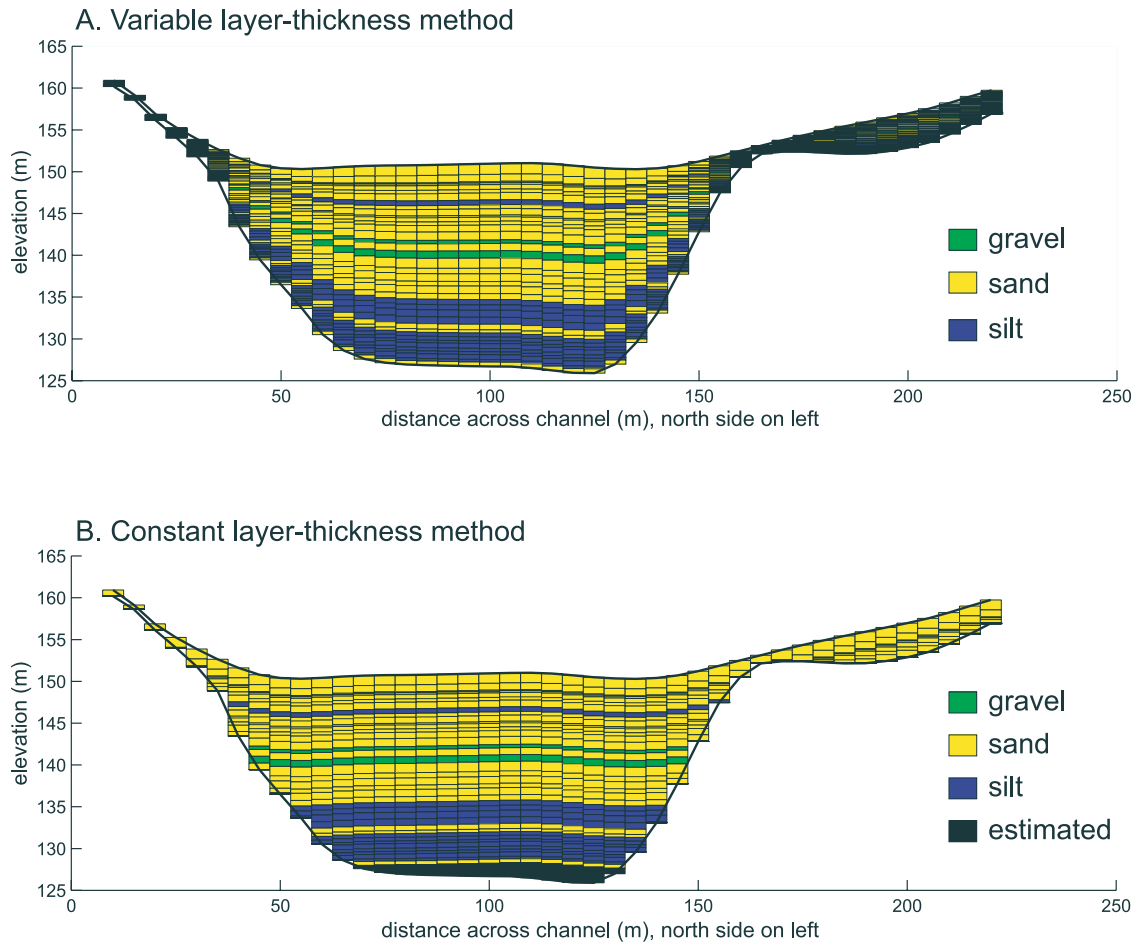 A. Variable layer-thickness method
165
160
155
150
145
140
135
130
125
elevation (m)
0 50 100 150 200 250
distance across channel (m), north side on left
gravel
sand
silt
B. Constant layer-thickness method
165
160
155
150
145
140
135
130
125
elevation (m)
0 50 100 150 200 250
distance across channel (m), north side on left
gravel
sand
silt
estimated